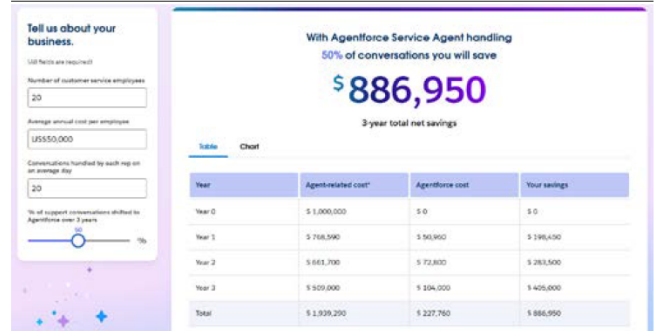 Tell us about your
business.
(All fields are required)
Number of customer service employees
20
Average annual cost per employee
US$50,000
Conversations handled by each rep on
an average day
20
% of support conversations shifted to
Agentforce over 3 years
50
%
With Agentforce Service Agent handling
50% of conversations you will save
$886,950
3-year total net savings
Table Chart
Year Agent-related cost* Agentforce cost Your savings
Year 0 $ 1,000,000 $ 0 $ 0
Year 1 $ 768,590 $ 50,960 $ 198,450
Year 2 $ 661,700 $ 72,800 $ 283,500
Year 3 $ 509,000 $ 104,000 $ 405,000
Total $ 1,939,290 $ 227,760 $ 886,950